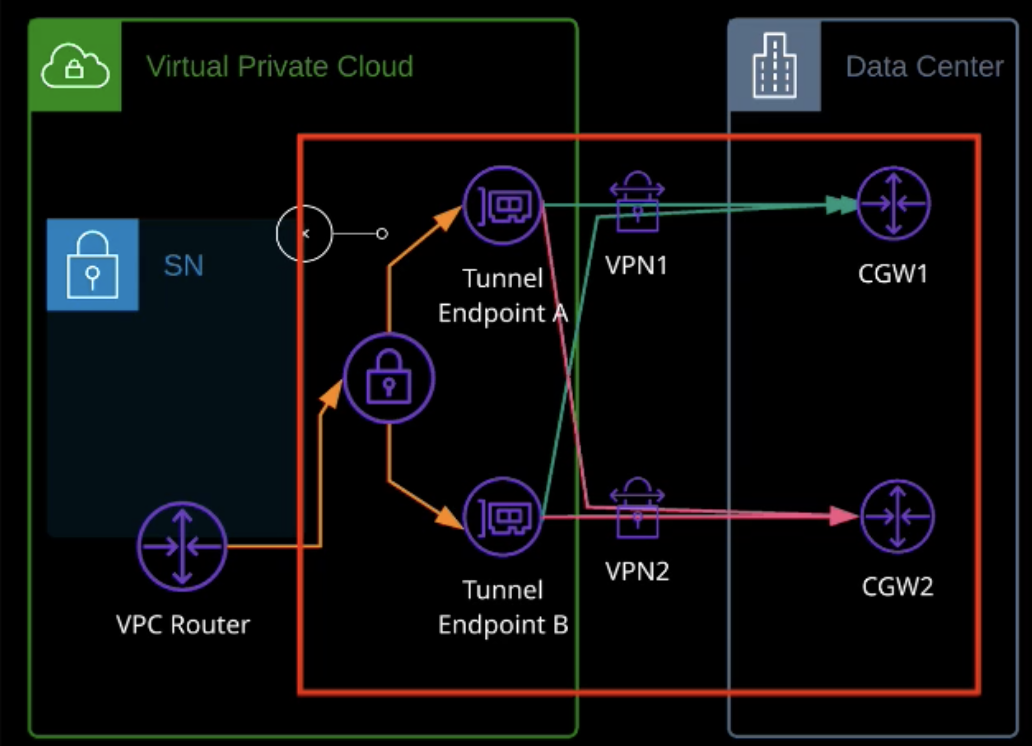 Virtual Private Cloud
Data Center
SN
Tunnel
Endpoint A
VPN1
CGW1
VPC Router
Tunnel
Endpoint B
VPN2
CGW2